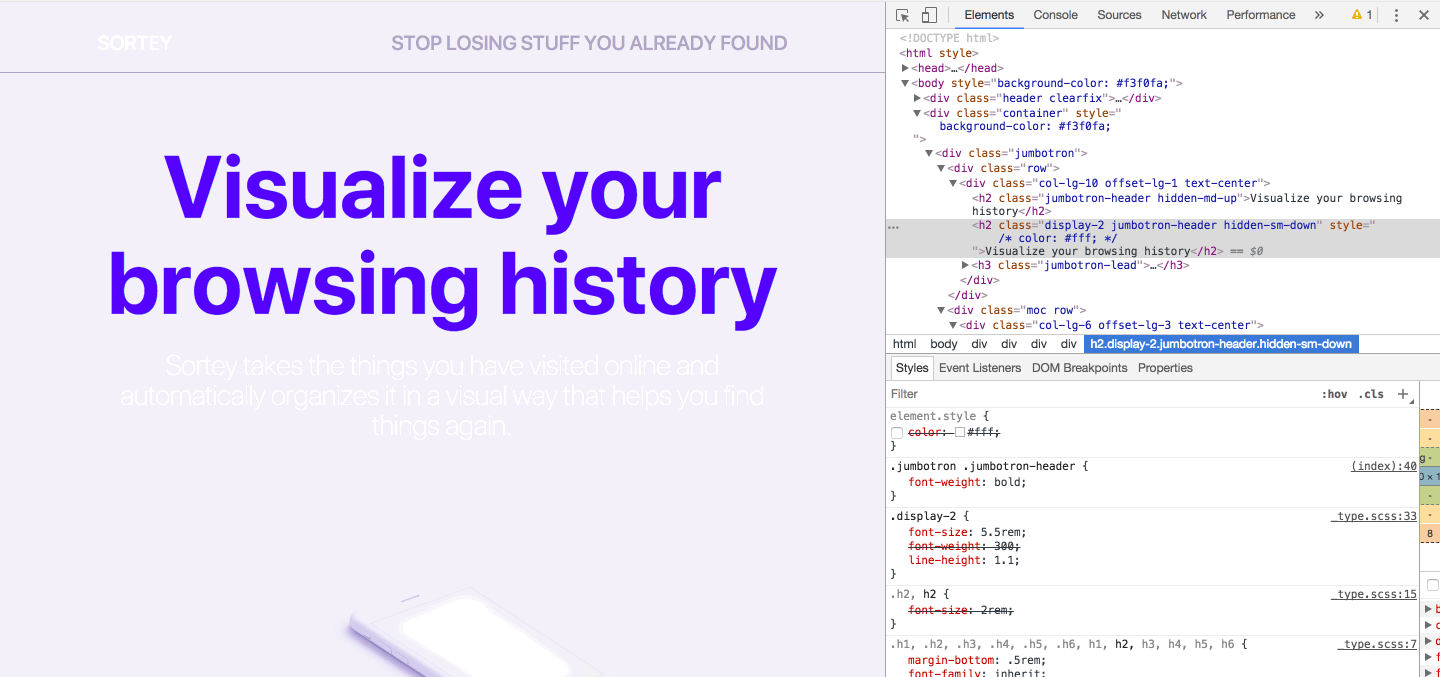 SORTEY
STOP LOSING STUFF YOU ALREADY FOUND
Visualize your
browsing history
Sortey takes the things you have visited online and
automatically organizes it in a visual way that helps you find
things again.
Elements Console Sources Network Performance » 1
<!DOCTYPE html>
<html style>
<head>…</head>
<body style="background-color: #f3f0fa;">
<div class="header clearfix">…</div>
<div class="container" style="
background-color: #f3f0fa;
">
<div class="jumbotron">
<div class="row">
<div class="col-lg-10 offset-lg-1 text-center">
<h2 class="jumbotron-header hidden-md-up">Visualize your browsing
history</h2>
… <h2 class="display-2 jumbotron-header hidden-sm-down" style="
/* color: #fff; */
">Visualize your browsing history</h2> == $0
<h3 class="jumbotron-lead">…</h3>
</div>
</div>
<div class="moc row">
<div class="col-lg-6 offset-lg-3 text-center">
html body div div div div h2.display-2.jumbotron-header.hidden-sm-down
Styles Event Listeners DOM Breakpoints Properties
Filter :hov .cls +
element.style {
color: #fff;
}
.jumbotron .jumbotron-header { (index):40
font-weight: bold;
}
.display-2 { _type.scss:33
font-size: 5.5rem;
font-weight: 300;
line-height: 1.1;
}
.h2, h2 { _type.scss:15
font-size: 2rem;
}
.h1, .h2, .h3, .h4, .h5, .h6, h1, h2, h3, h4, h5, h6 { _type.scss:7
margin-bottom: .5rem;
font-family: inherit;
-
-
g -
0 × 1
-
-
8